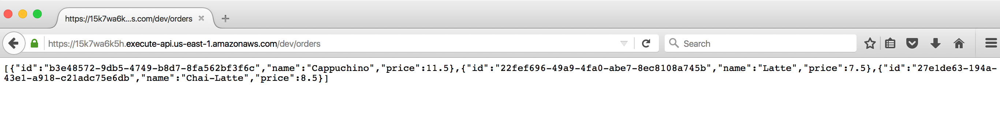 https://15k7wa6k...s.com/dev/orders
https://15k7wa6k5h.execute-api.us-east-1.amazonaws.com/dev/orders
Search
[{"id":"b3e48572-9db5-4749-b8d7-8fa562bf3f6c","name":"Cappuchino","price":11.5},{"id":"22fef696-49a9-4fa0-abe7-8ec8108a745b","name":"Latte","price":7.5},{"id":"27e1de63-194a-
43e1-a918-c21adc75e6db","name":"Chai-Latte","price":8.5}]